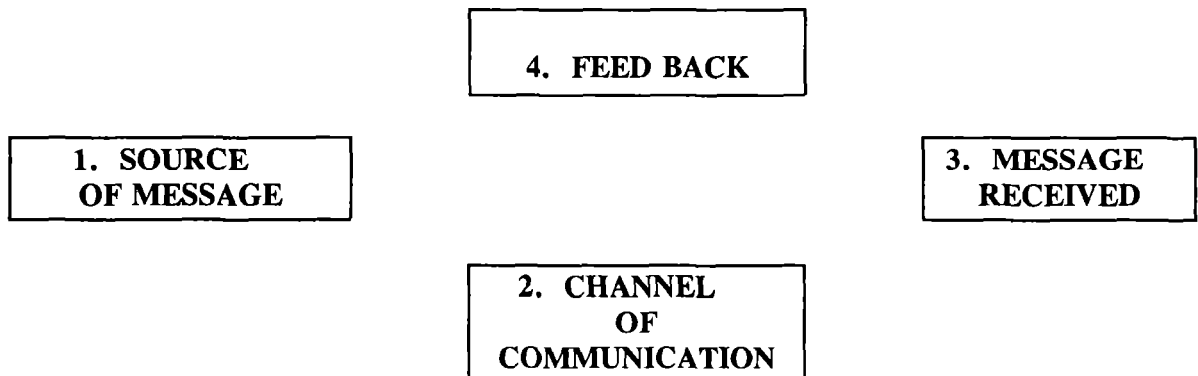 4. FEED BACK
1. SOURCE
OF MESSAGE
3. MESSAGE
RECEIVED
2. CHANNEL
OF
COMMUNICATION